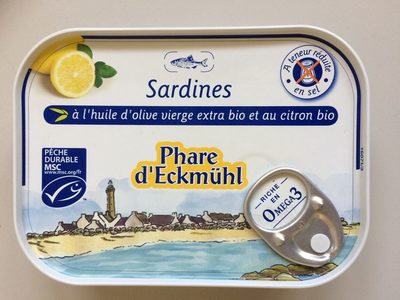 A teneur réduite
en sel
Sardines
à l'huile d'olive vierge extra bio et au citron bio
PÊCHE
DURABLE
MSC
www.msc.org/fr
Phare
d'Eckmühl
RICHE EN
OMÉGA 3